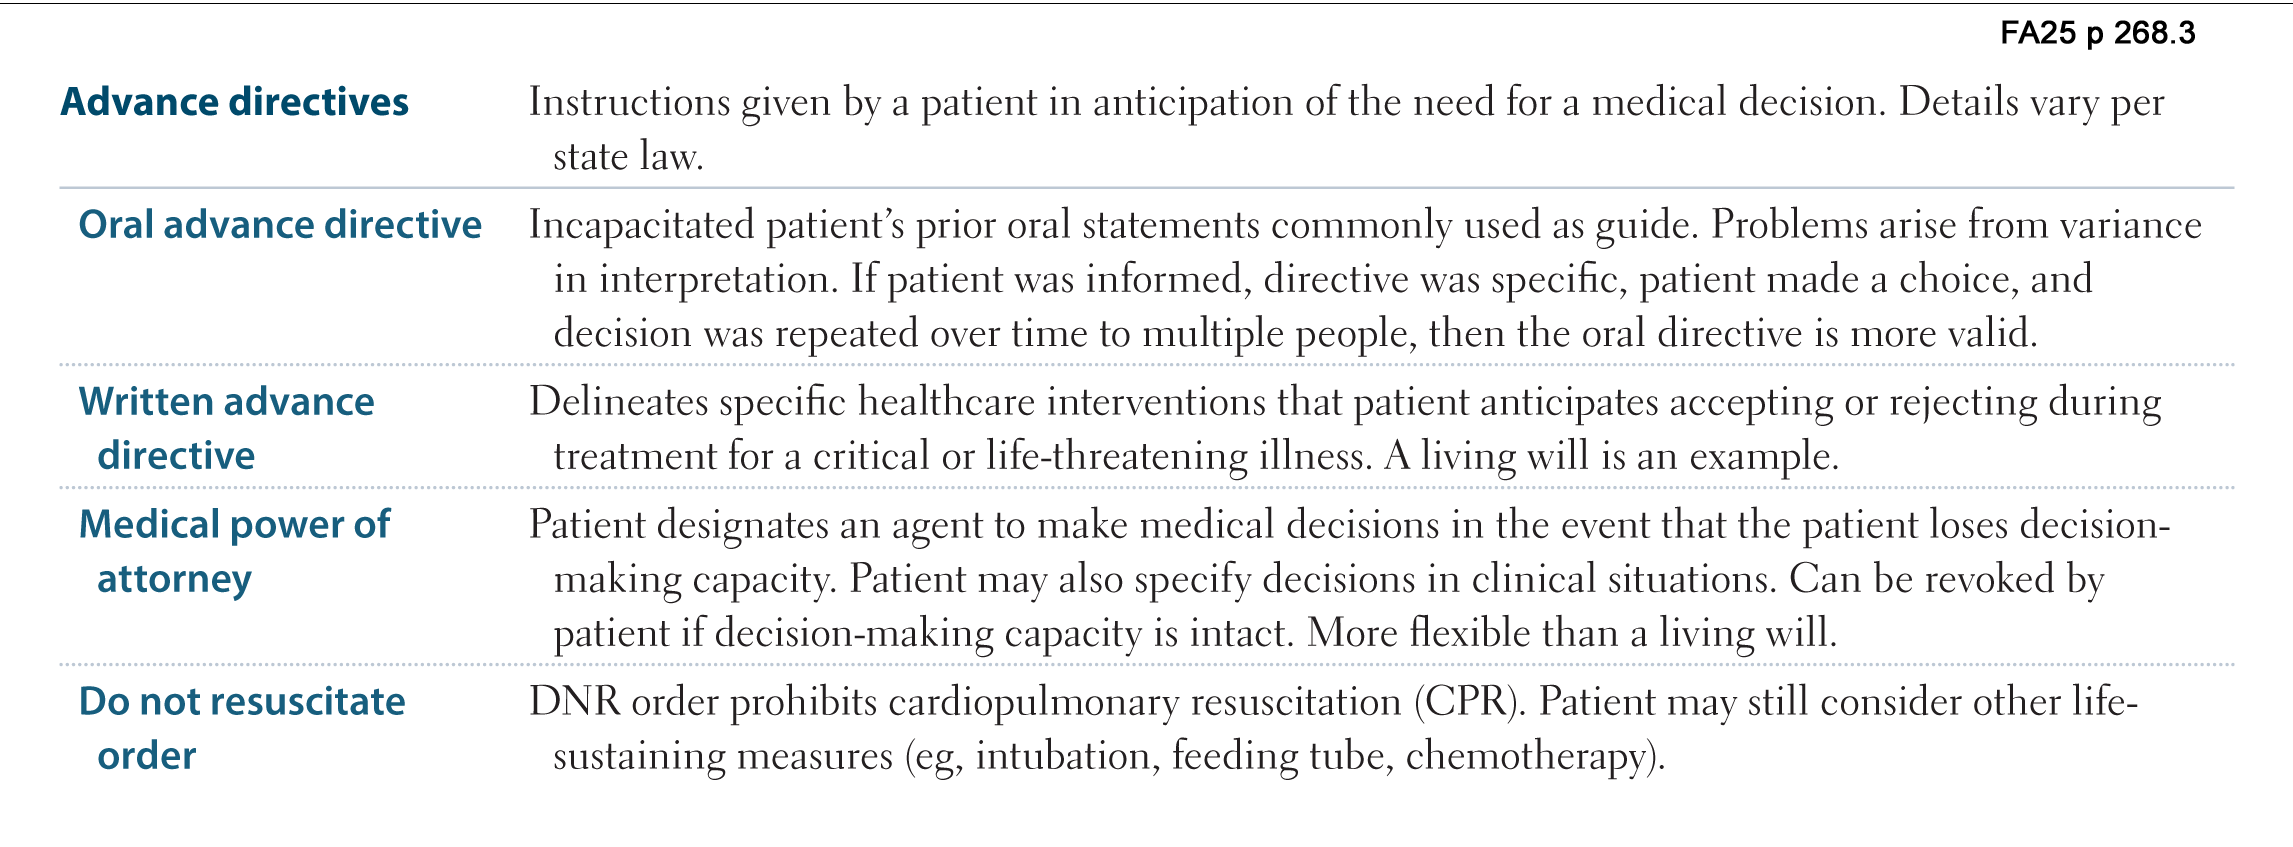 FA25 p 268.3
Advance directives
Instructions given by a patient in anticipation of the need for a medical decision. Details vary per
state law.
Oral advance directive
Incapacitated patient’s prior oral statements commonly used as guide. Problems arise from variance
in interpretation. If patient was informed, directive was specific, patient made a choice, and
decision was repeated over time to multiple people, then the oral directive is more valid.
Written advance
directive
Delineates specific healthcare interventions that patient anticipates accepting or rejecting during
treatment for a critical or life-threatening illness. A living will is an example.
Medical power of
attorney
Patient designates an agent to make medical decisions in the event that the patient loses decision-
making capacity. Patient may also specify decisions in clinical situations. Can be revoked by
patient if decision-making capacity is intact. More flexible than a living will.
Do not resuscitate
order
DNR order prohibits cardiopulmonary resuscitation (CPR). Patient may still consider other life-
sustaining measures (eg, intubation, feeding tube, chemotherapy).